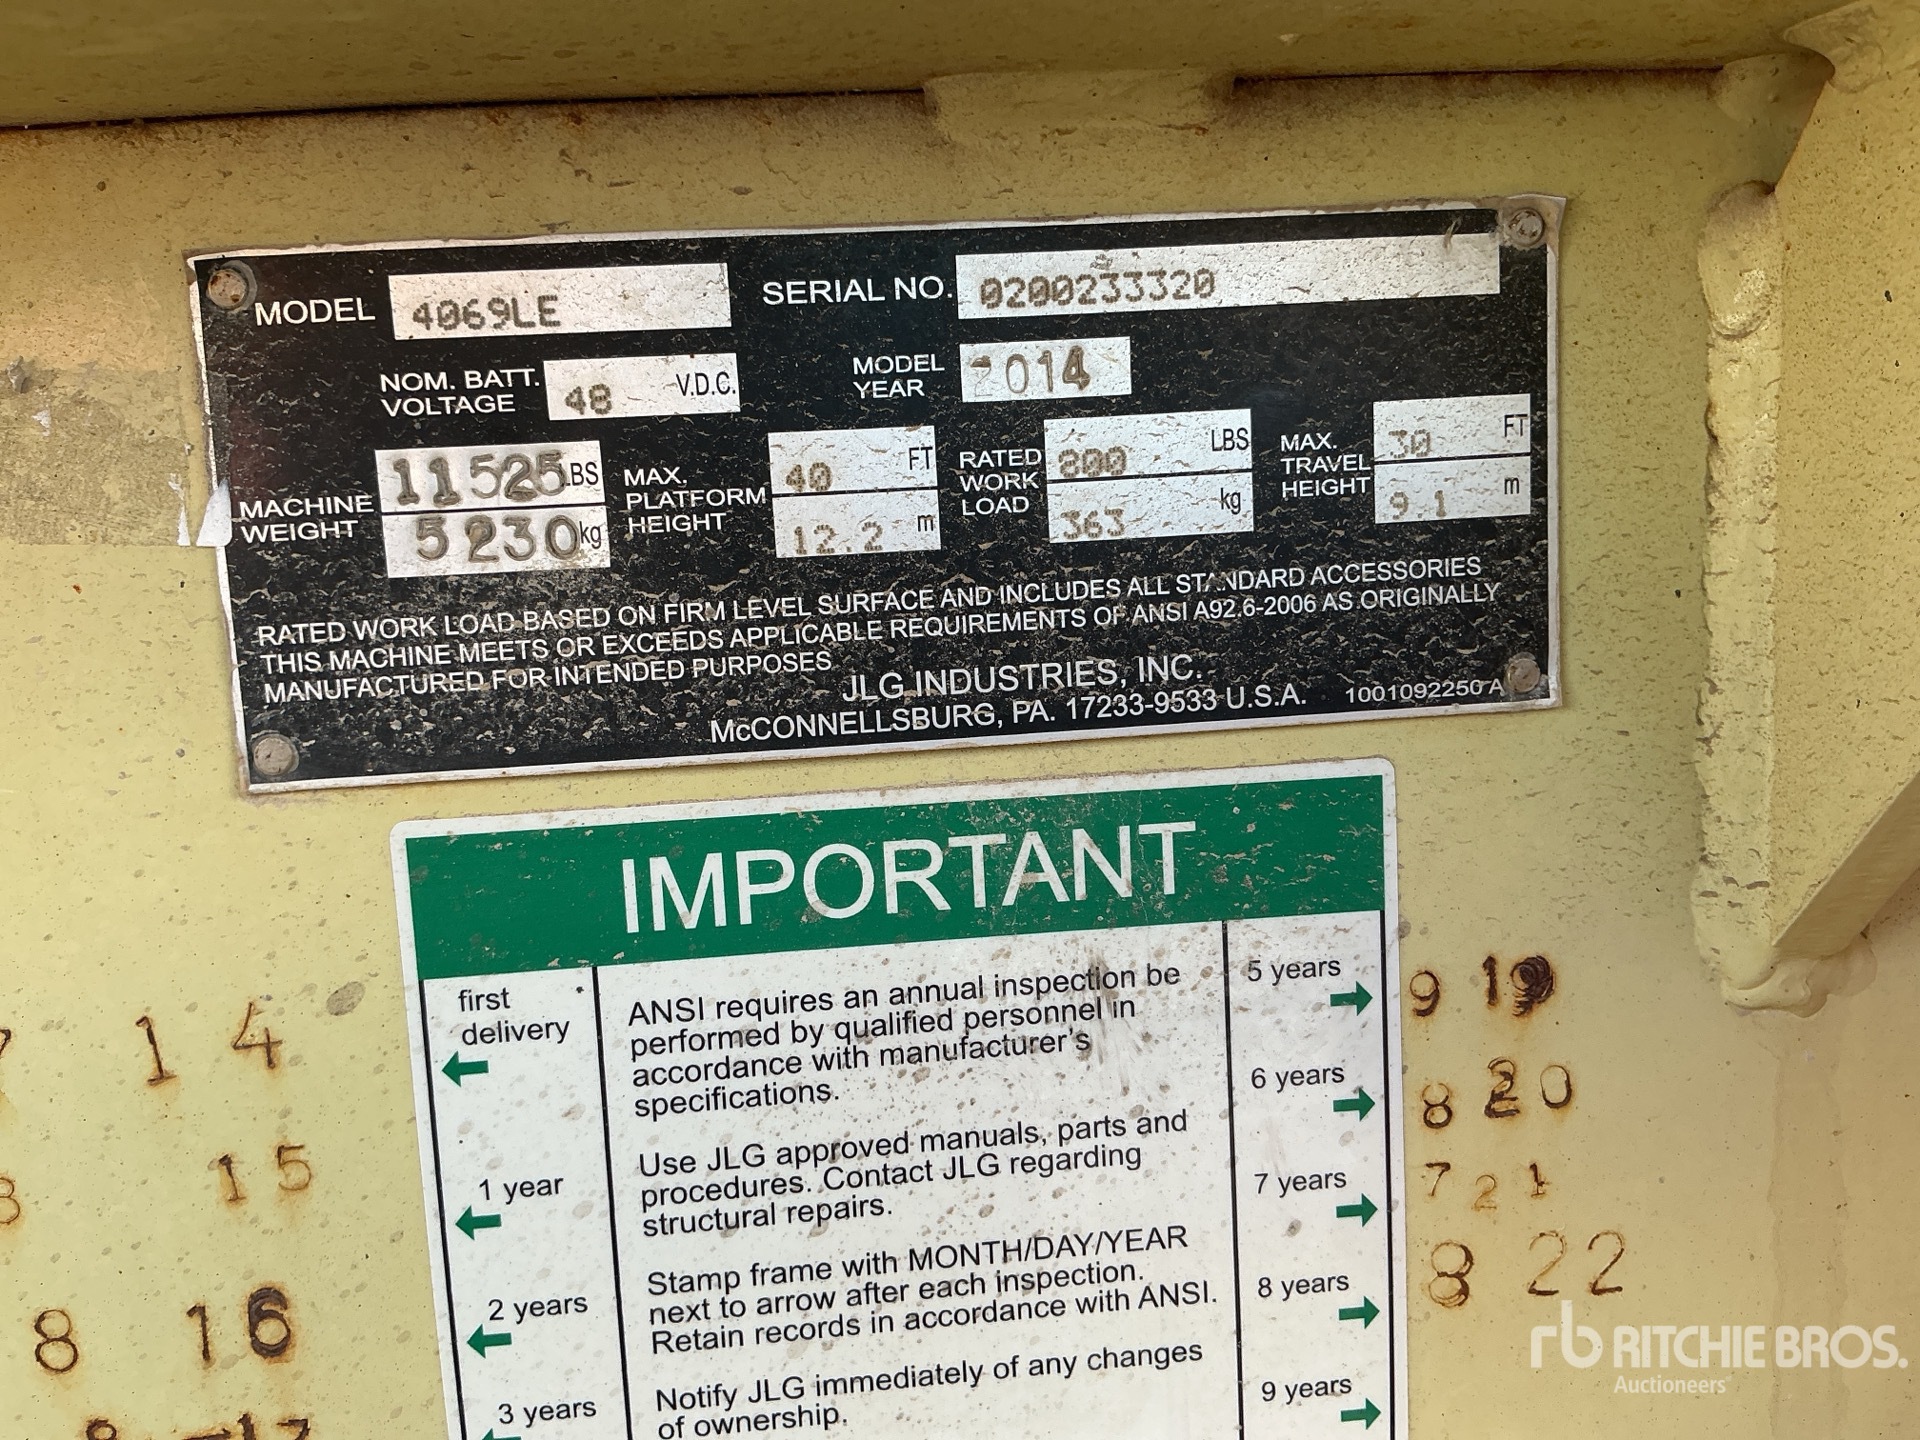 MODEL 4069LE SERIAL NO. 0200233320
NOM. BATT. VOLTAGE 48 V.D.C. MODEL YEAR 2014
MACHINE WEIGHT 11525 LBS 5230 kg
MAX. PLATFORM HEIGHT 40 FT 12.2 m
RATED WORK LOAD 800 LBS 363 kg
MAX. TRAVEL HEIGHT 30 FT 9.1 m
RATED WORK LOAD BASED ON FIRM LEVEL SURFACE AND INCLUDES ALL STANDARD ACCESSORIES
THIS MACHINE MEETS OR EXCEEDS APPLICABLE REQUIREMENTS OF ANSI A92.6-2006 AS ORIGINALLY
MANUFACTURED FOR INTENDED PURPOSES
JLG INDUSTRIES, INC.
McCONNELLSBURG, PA. 17233-9533 U.S.A. 1001092250 A
IMPORTANT
first
delivery
14
1 year
15
2 years
8 16
3 years
17
ANSI requires an annual inspection be
performed by qualified personnel in
accordance with manufacturer's
specifications.
Use JLG approved manuals, parts and
procedures. Contact JLG regarding
structural repairs.
Stamp frame with MONTH/DAY/YEAR
next to arrow after each inspection.
Retain records in accordance with ANSI.
Notify JLG immediately of any changes
of ownership.
5 years
9 19
6 years
8 20
7 years
7 21
8 years
8 22
9 years
rb RITCHIE BROS.
Auctioneers